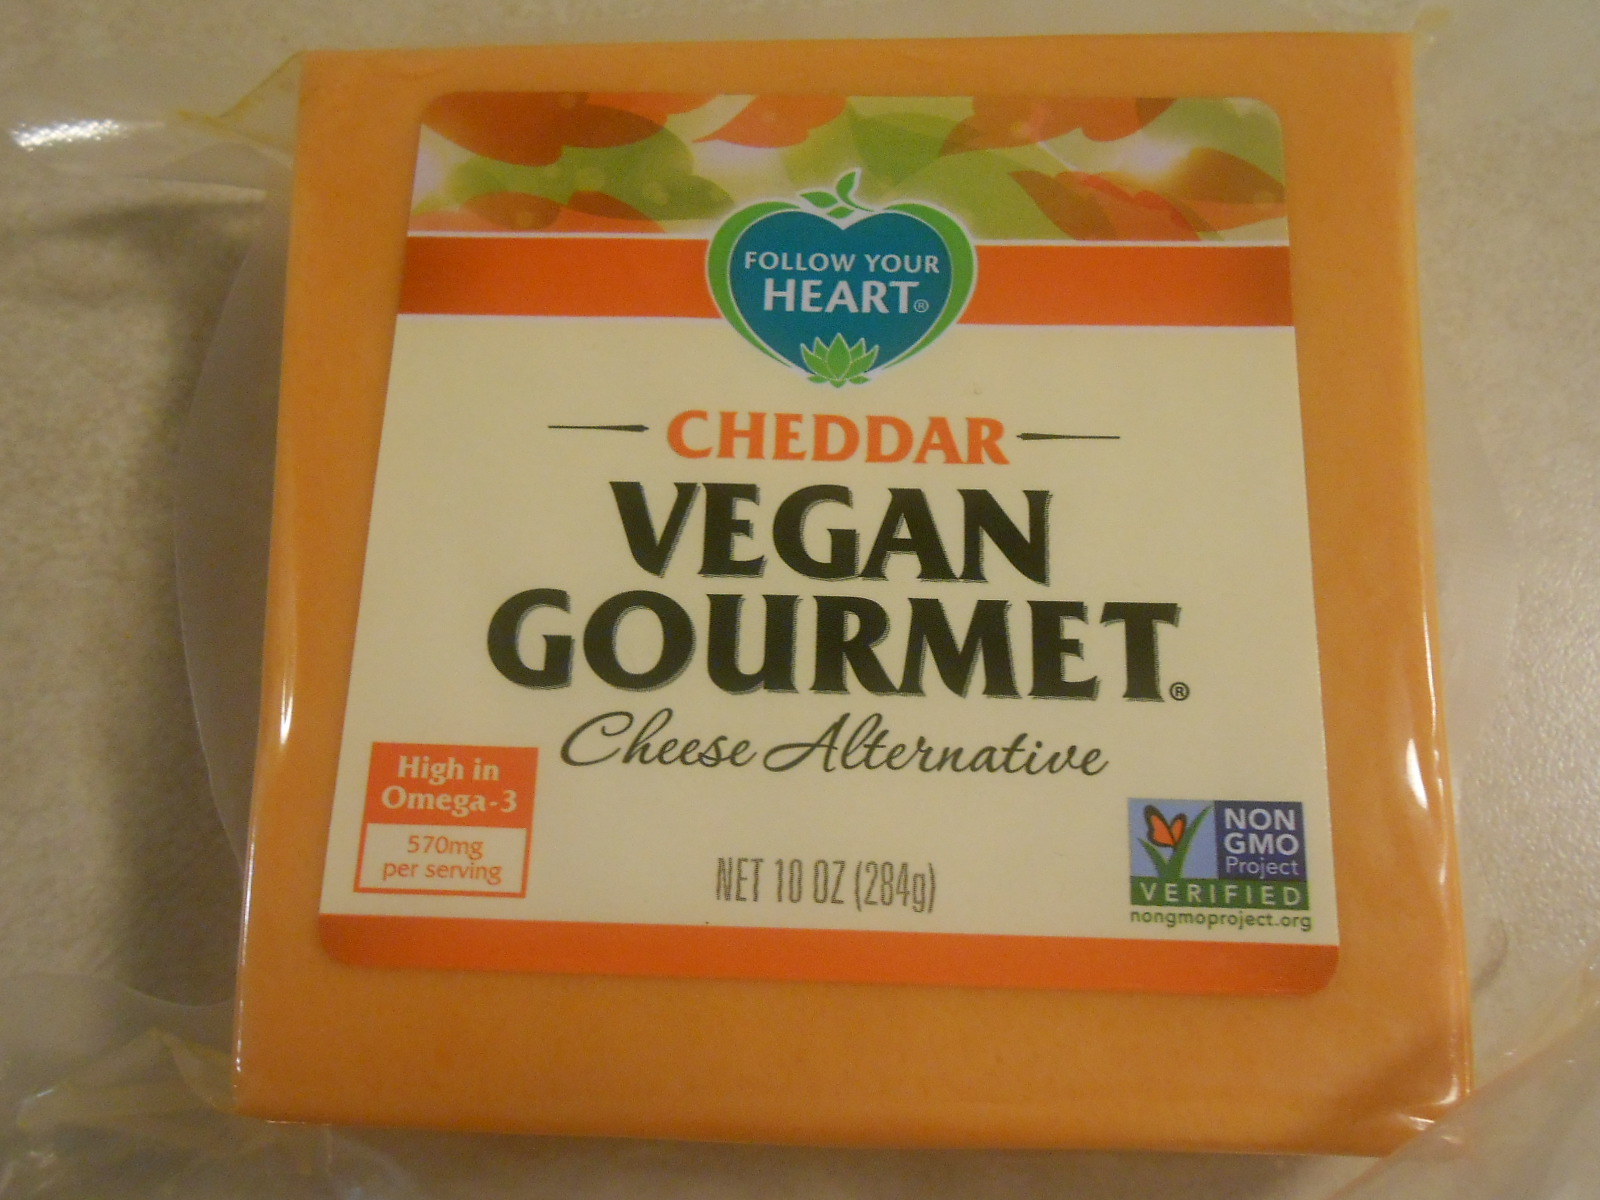 FOLLOW YOUR
HEART®
CHEDDAR
VEGAN
GOURMET®
Cheese Alternative
High in
Omega-3
570mg
per serving
NET 10 OZ (284g)
NON
GMO
Project
VERIFIED
nongmoproject.org